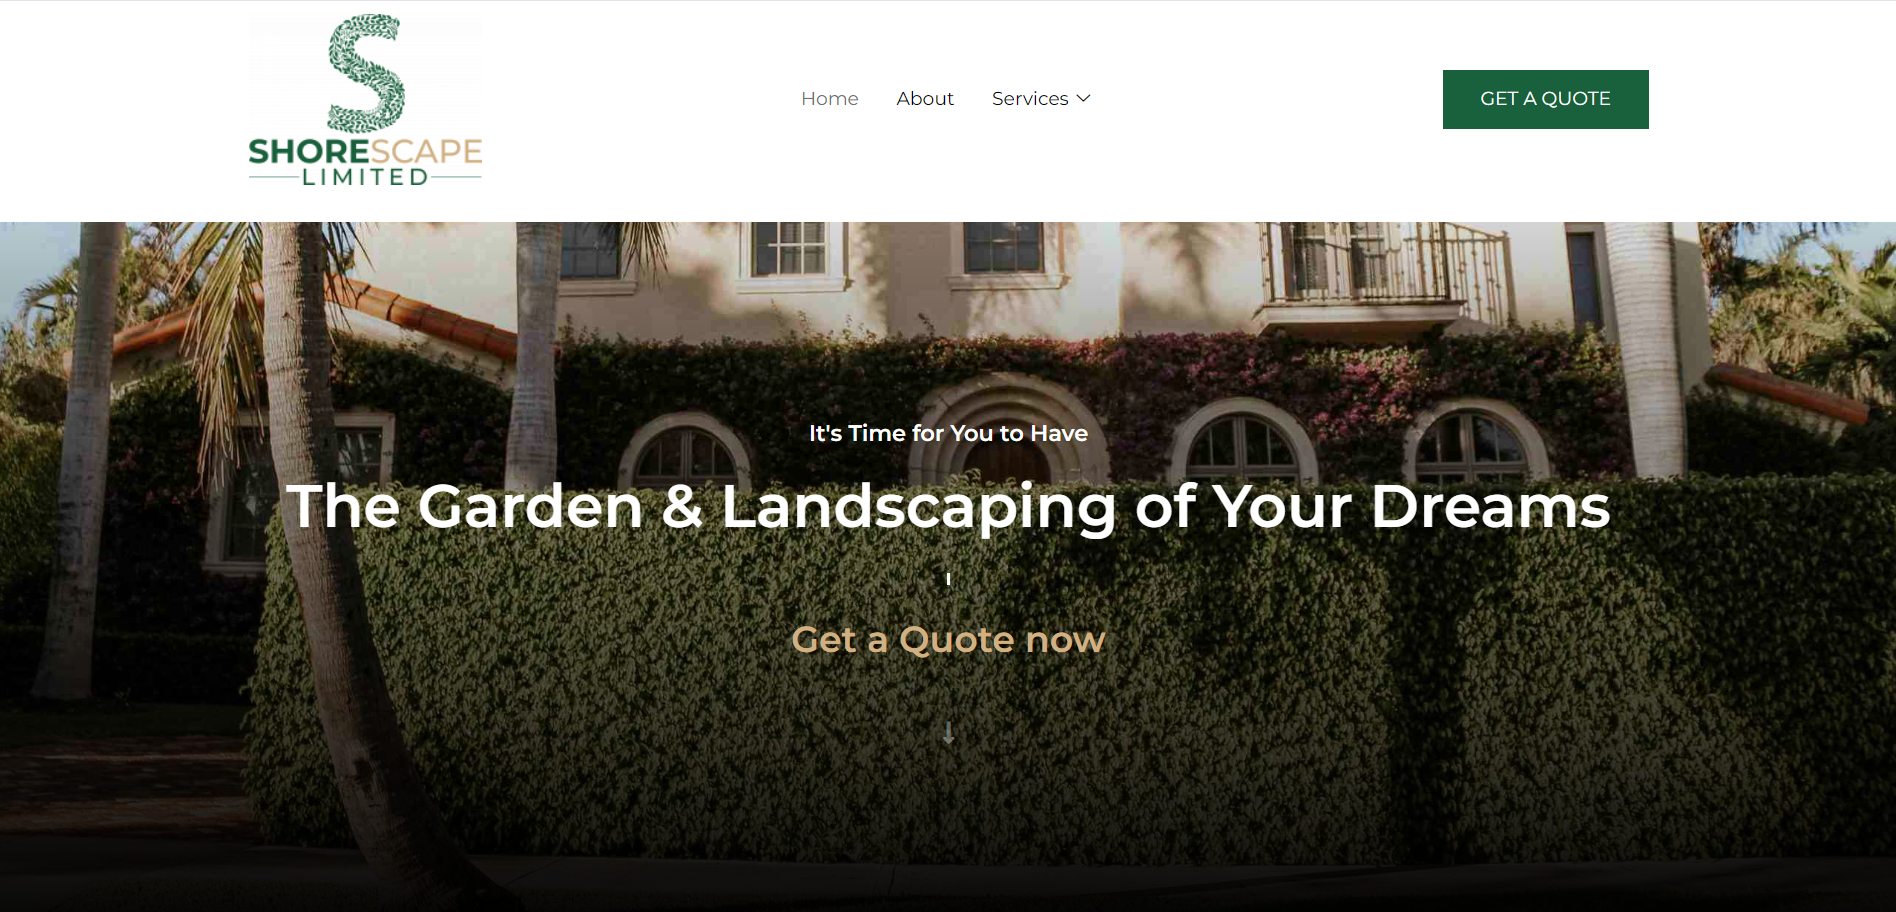 SHORESCAPE
LIMITED
Home About Services
GET A QUOTE
It's Time for You to Have
The Garden & Landscaping of Your Dreams
Get a Quote now